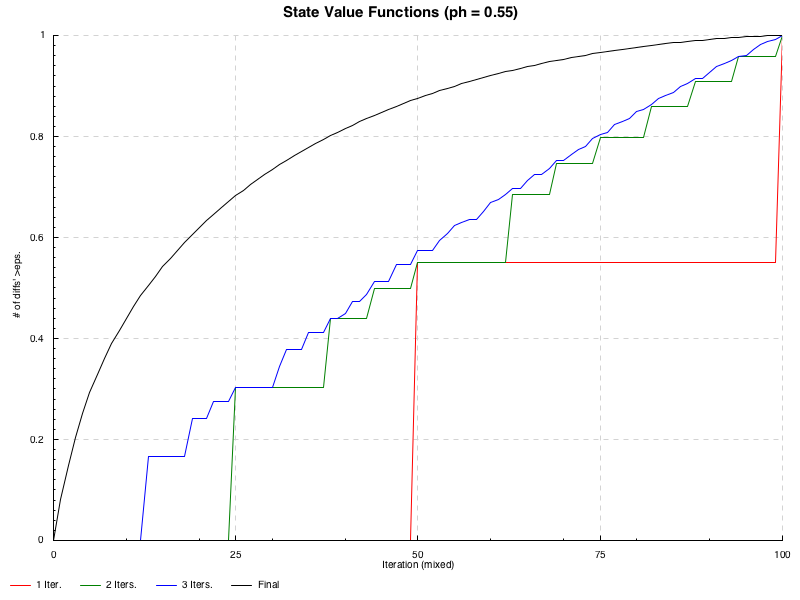 State Value Functions (ph = 0.55)
# of diffs' >eps.
1
0.8
0.6
0.4
0.2
0
0 25 50 75 100
Iteration (mixed)
1 Iter. 2 Iters. 3 Iters. Final